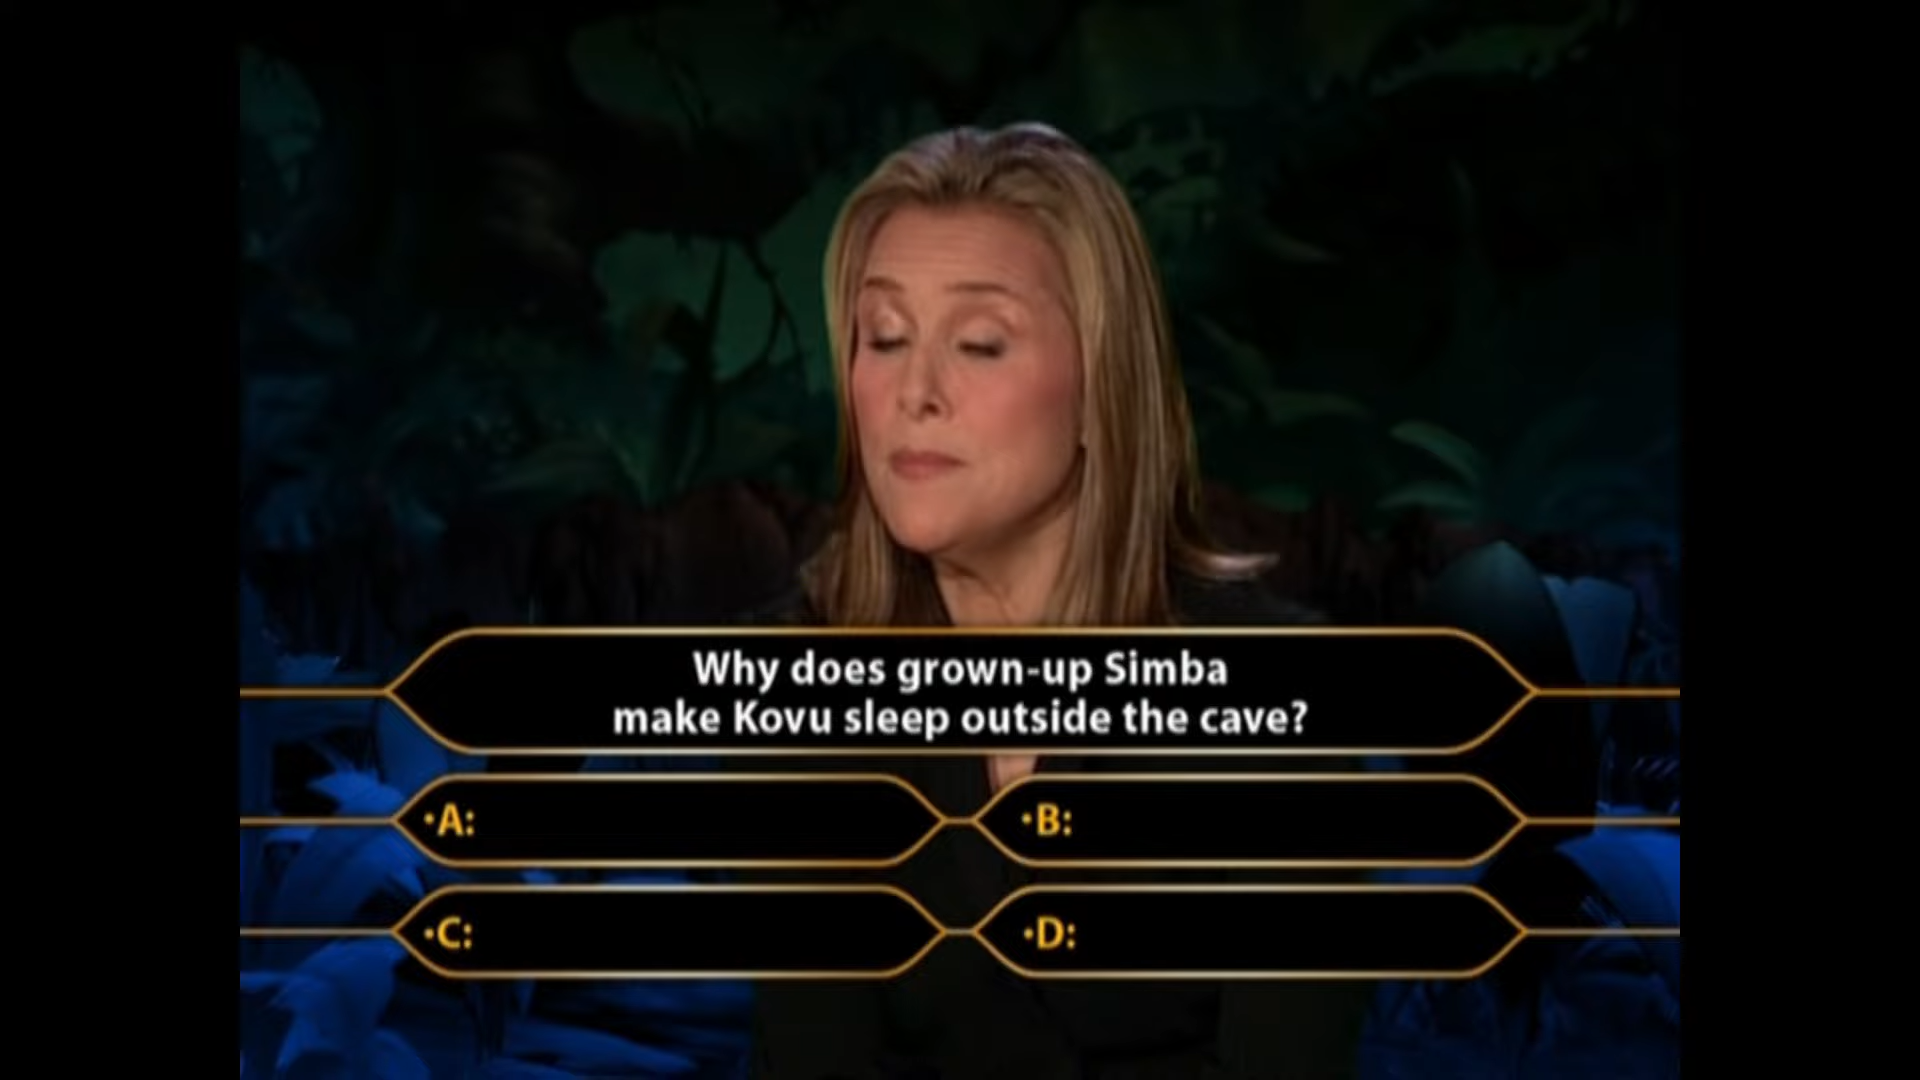 Why does grown-up Simba
make Kovu sleep outside the cave?
•A:
•B:
•C:
•D: